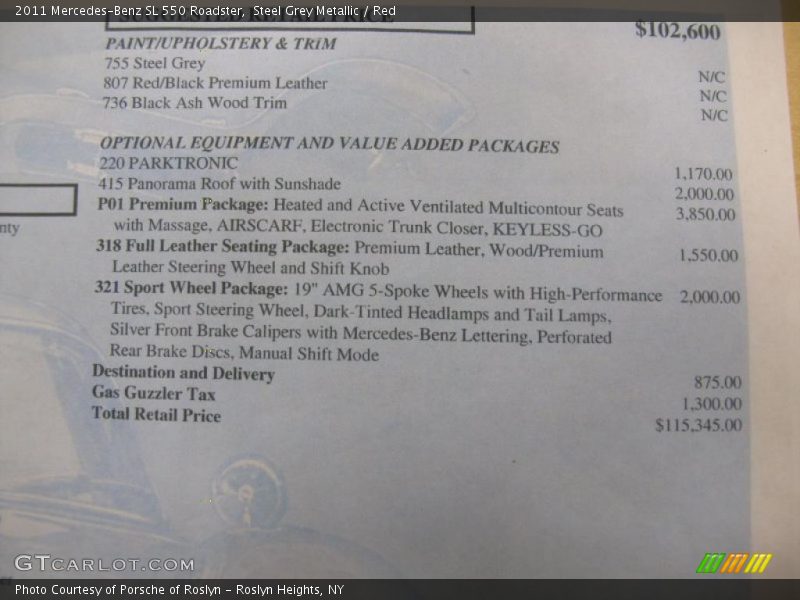 2011 Mercedes-Benz SL 550 Roadster,  Steel Grey Metallic / Red
SUGGESTED RETAIL PRICE
$102,600
PAINT/UPHOLSTERY & TRIM
755 Steel Grey N/C
807 Red/Black Premium Leather N/C
736 Black Ash Wood Trim N/C
OPTIONAL EQUIPMENT AND VALUE ADDED PACKAGES
220 PARKTRONIC 1,170.00
415 Panorama Roof with Sunshade 2,000.00
P01 Premium Package: Heated and Active Ventilated Multicontour Seats 3,850.00
with Massage, AIRSCARF, Electronic Trunk Closer, KEYLESS-GO
nty
318 Full Leather Seating Package: Premium Leather, Wood/Premium 1,550.00
Leather Steering Wheel and Shift Knob
321 Sport Wheel Package: 19" AMG 5-Spoke Wheels with High-Performance 2,000.00
Tires, Sport Steering Wheel, Dark-Tinted Headlamps and Tail Lamps,
Silver Front Brake Calipers with Mercedes-Benz Lettering, Perforated
Rear Brake Discs, Manual Shift Mode
Destination and Delivery 875.00
Gas Guzzler Tax 1,300.00
Total Retail Price $115,345.00
GTCARLOT.COM
Photo Courtesy of Porsche of Roslyn - Roslyn Heights, NY